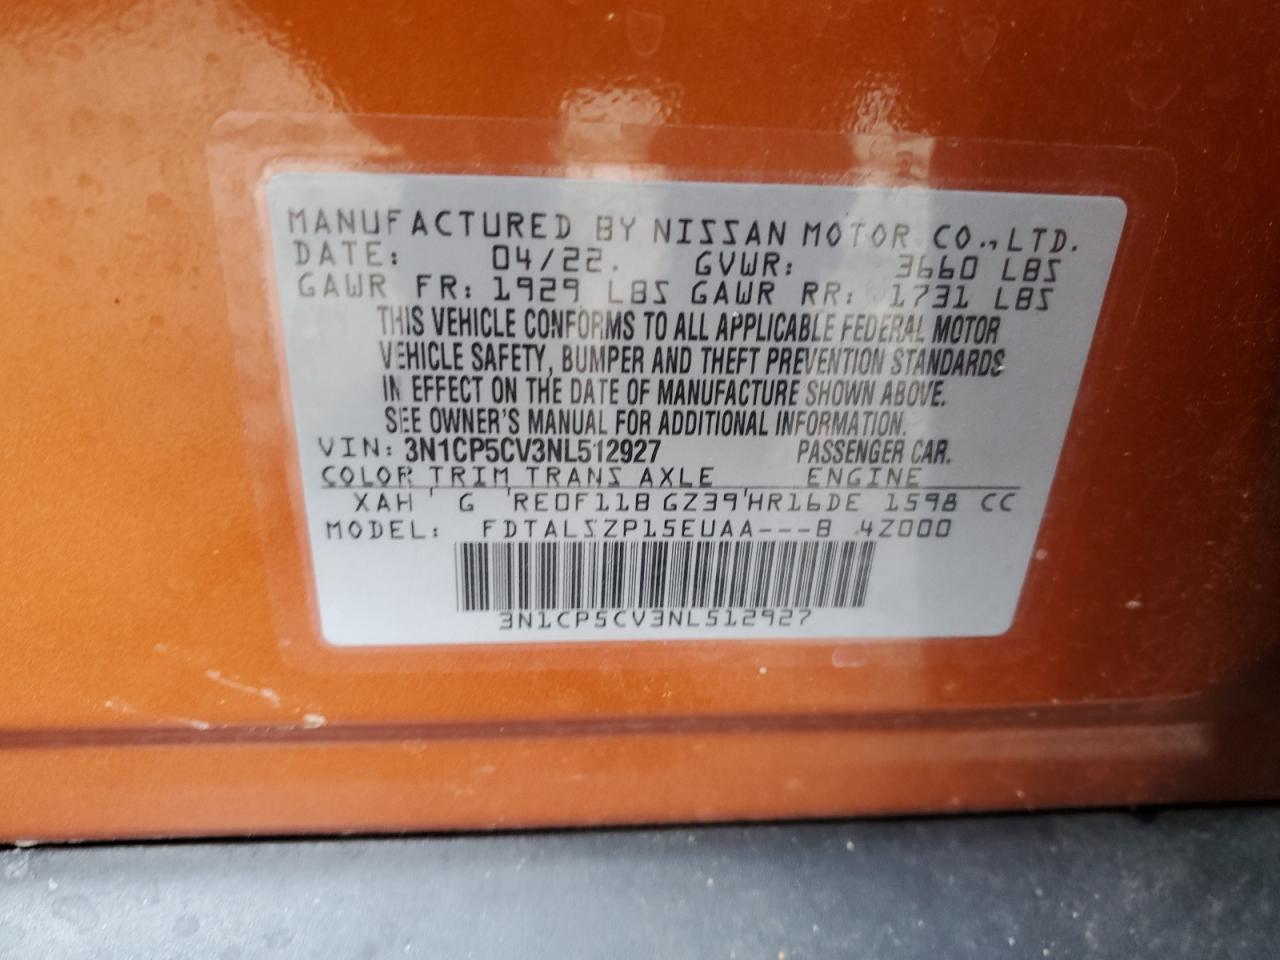 MANUFACTURED BY NISSAN MOTOR CO., LTD.
DATE: 04/22. GVWR: 3660 LBS
GAWR FR: 1929 LBS GAWR RR: 1731 LBS
THIS VEHICLE CONFORMS TO ALL APPLICABLE FEDERAL MOTOR
VEHICLE SAFETY, BUMPER AND THEFT PREVENTION STANDARDS
IN EFFECT ON THE DATE OF MANUFACTURE SHOWN ABOVE.
SEE OWNER'S MANUAL FOR ADDITIONAL INFORMATION.
VIN: 3N1CP5CV3NL512927 PASSENGER CAR.
COLOR TRIM TRANS AXLE ENGINE
XAH ' G 'RE0F11B GZ39'HR16DE 1598 CC
MODEL: FDTALSZP15EUAA---B 4Z000
3N1CP5CV3NL512927